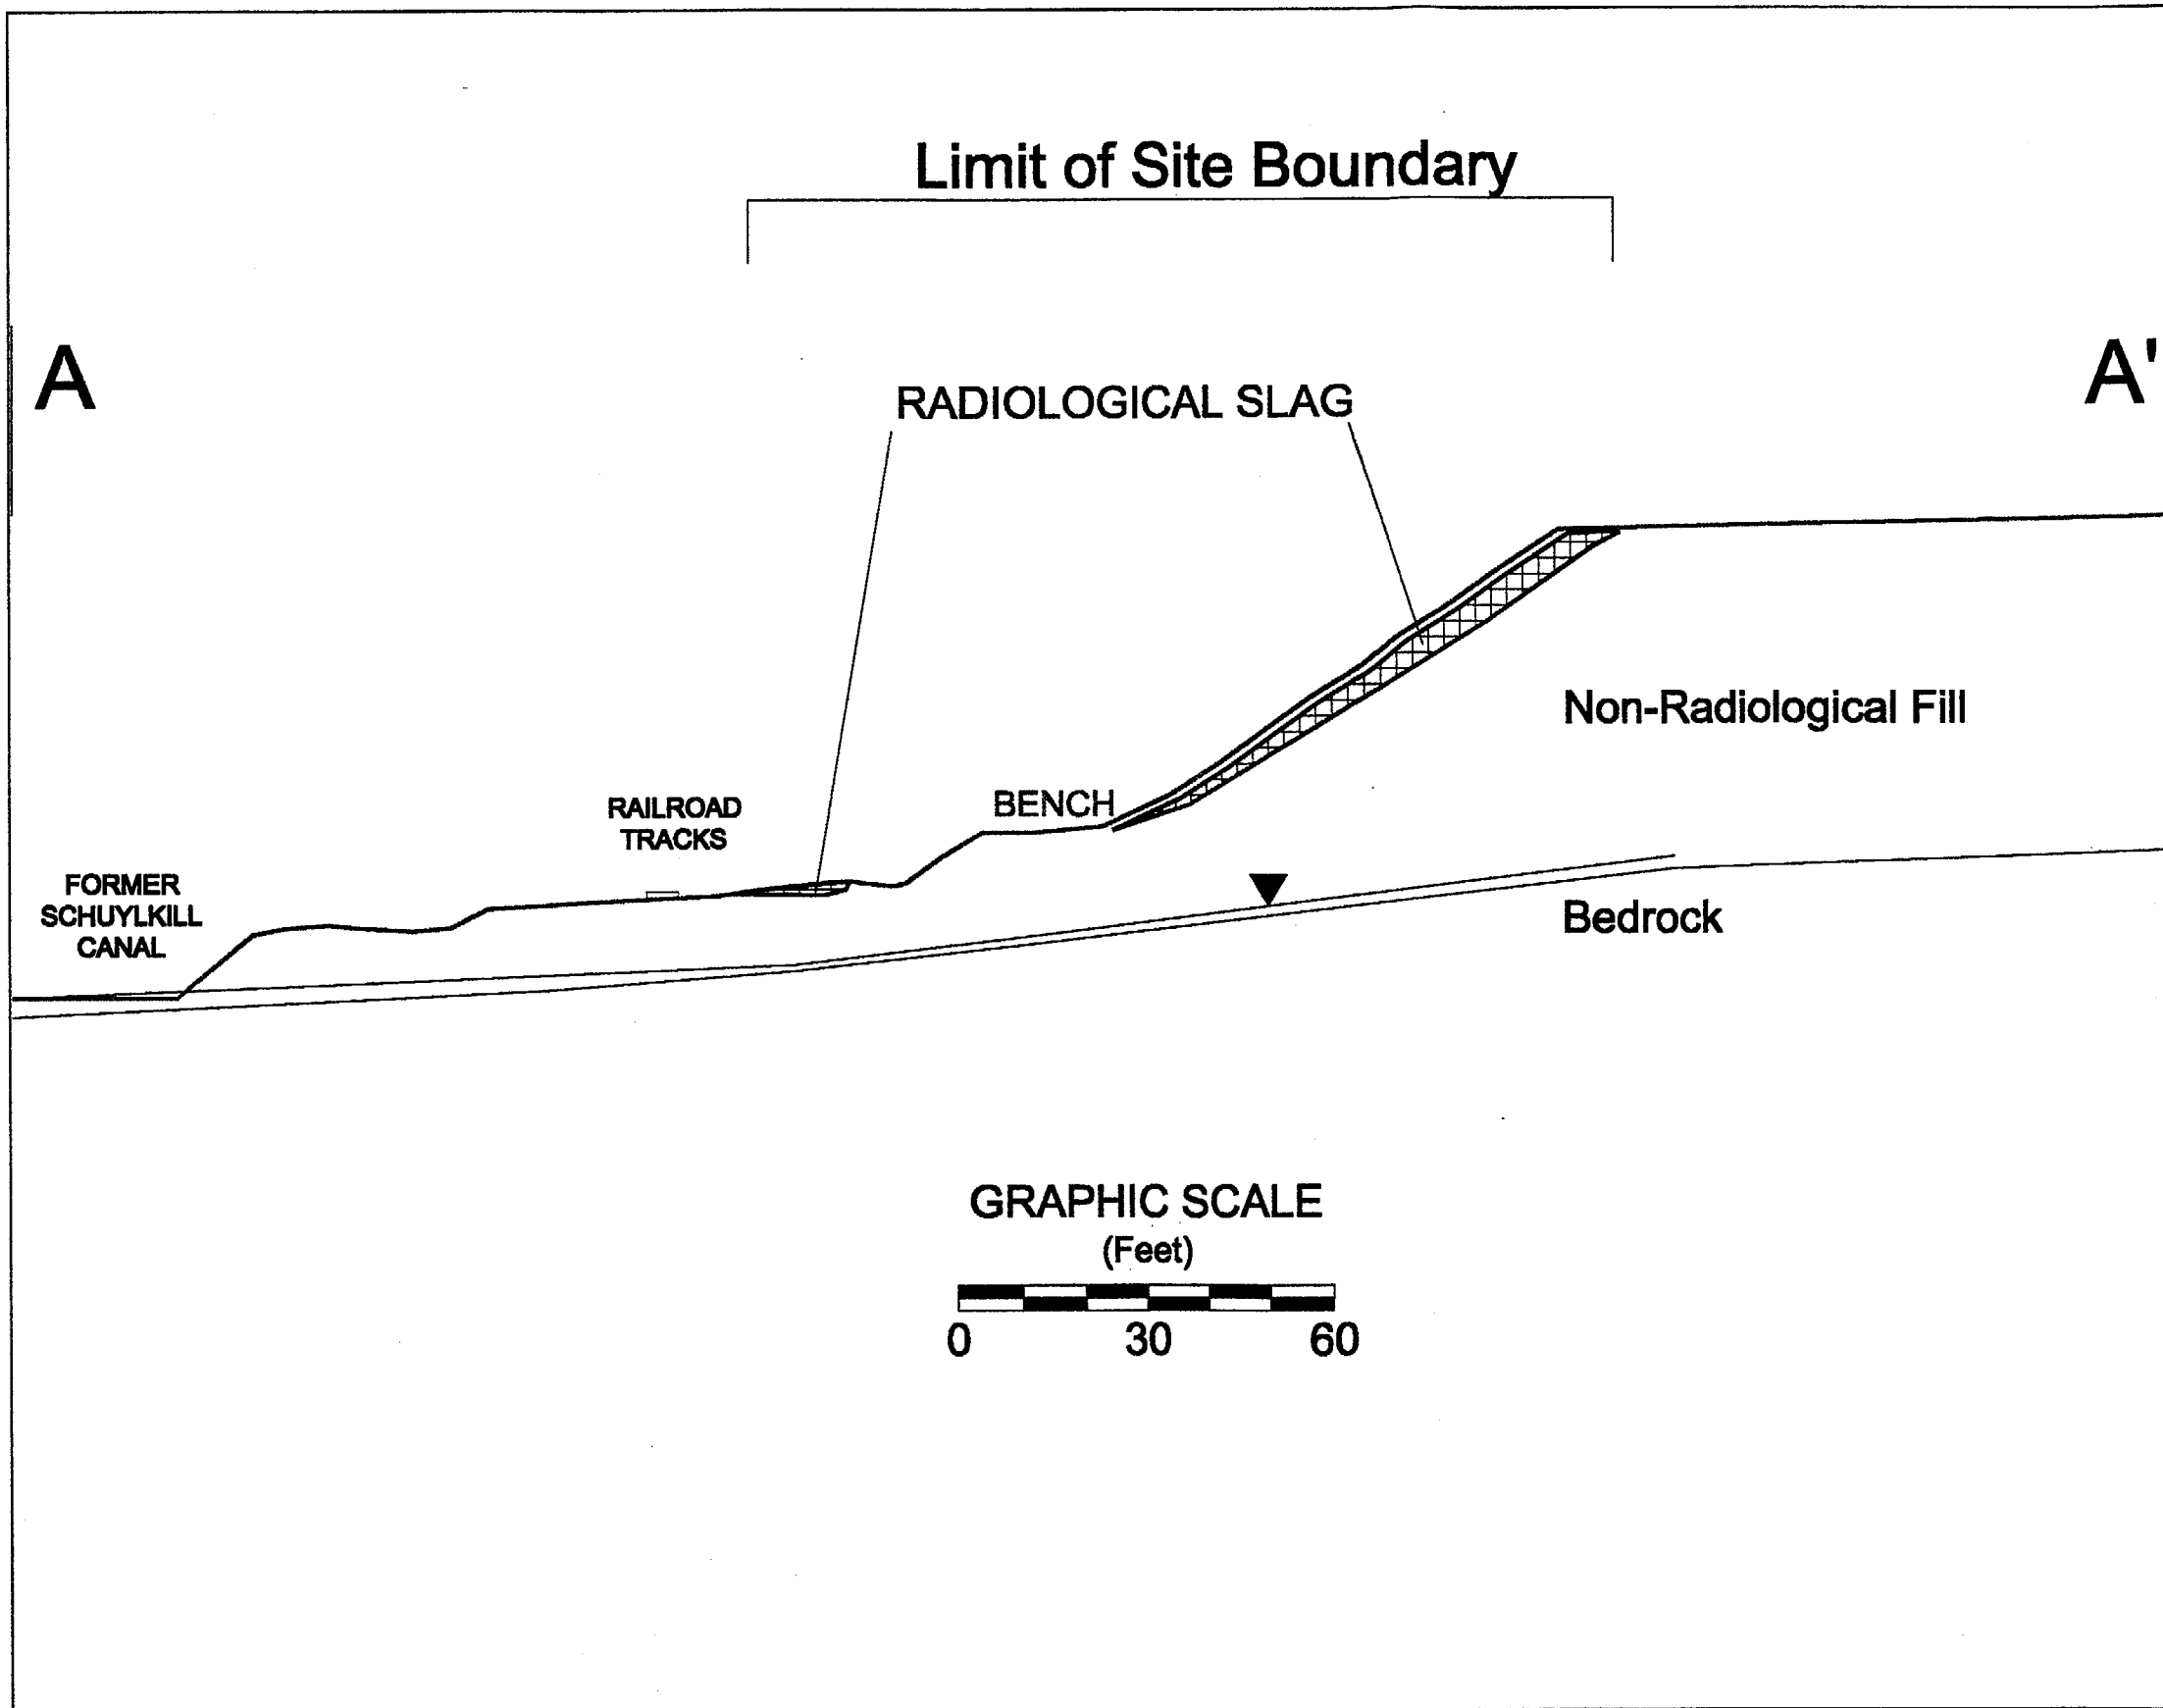 Limit of Site Boundary
A
A'
RADIOLOGICAL SLAG
Non-Radiological Fill
RAILROAD
TRACKS
BENCH
FORMER
SCHUYLKILL
CANAL
Bedrock
GRAPHIC SCALE
(Feet)
0 30 60